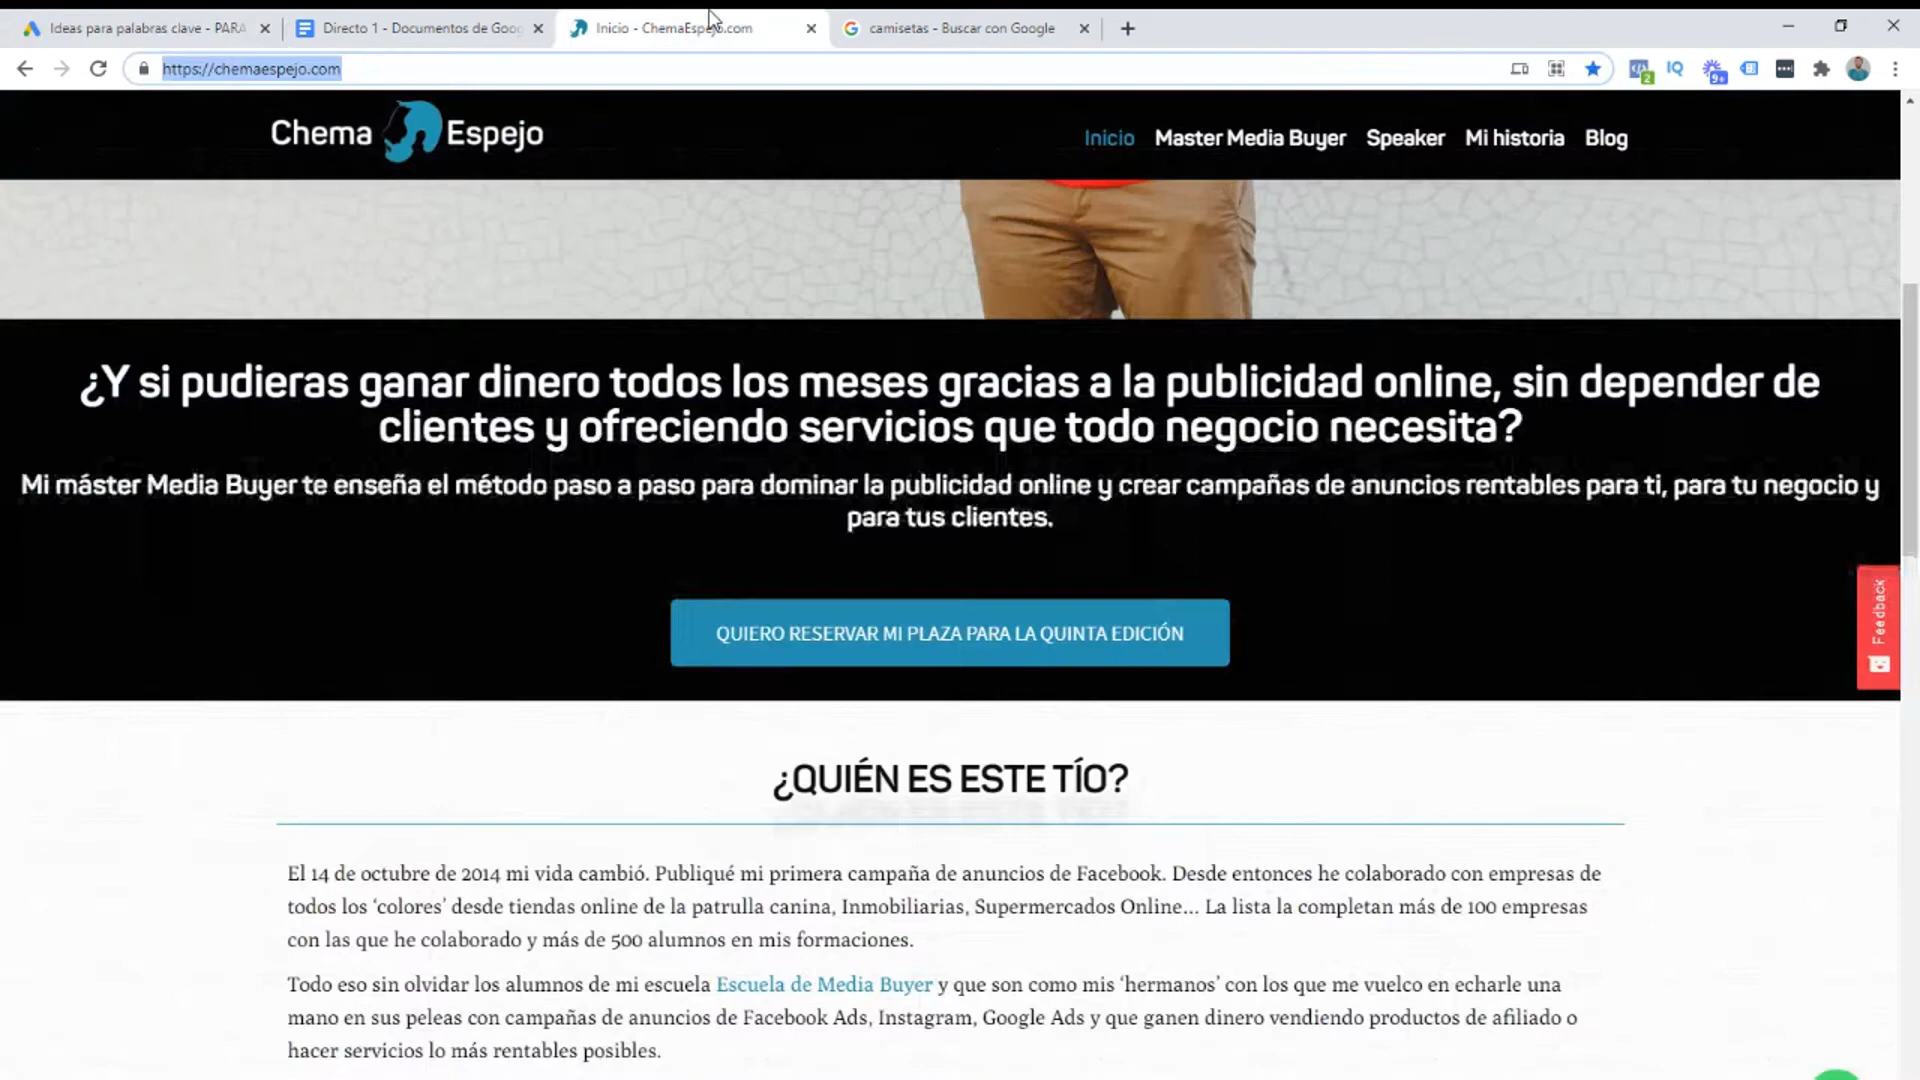 Ideas para palabras clave - PARA
Directo 1 - Documentos de Goog
Inicio - ChemaEspejo.com
camisetas - Buscar con Google
https://chemaespejo.com
2
IQ
9+
Chema Espejo
Inicio
Master Media Buyer
Speaker
Mi historia
Blog
¿Y si pudieras ganar dinero todos los meses gracias a la publicidad online, sin depender de
clientes y ofreciendo servicios que todo negocio necesita?
Mi máster Media Buyer te enseña el método paso a paso para dominar la publicidad online y crear campañas de anuncios rentables para ti, para tu negocio y
para tus clientes.
QUIERO RESERVAR MI PLAZA PARA LA QUINTA EDICIÓN
Feedback
¿QUIÉN ES ESTE TÍO?
El 14 de octubre de 2014 mi vida cambió. Publiqué mi primera campaña de anuncios de Facebook. Desde entonces he colaborado con empresas de
todos los ‘colores’ desde tiendas online de la patrulla canina, Inmobiliarias, Supermercados Online... La lista la completan más de 100 empresas
con las que he colaborado y más de 500 alumnos en mis formaciones.
Todo eso sin olvidar los alumnos de mi escuela Escuela de Media Buyer y que son como mis ‘hermanos’ con los que me vuelco en echarle una
mano en sus peleas con campañas de anuncios de Facebook Ads, Instagram, Google Ads y que ganen dinero vendiendo productos de afiliado o
hacer servicios lo más rentables posibles.